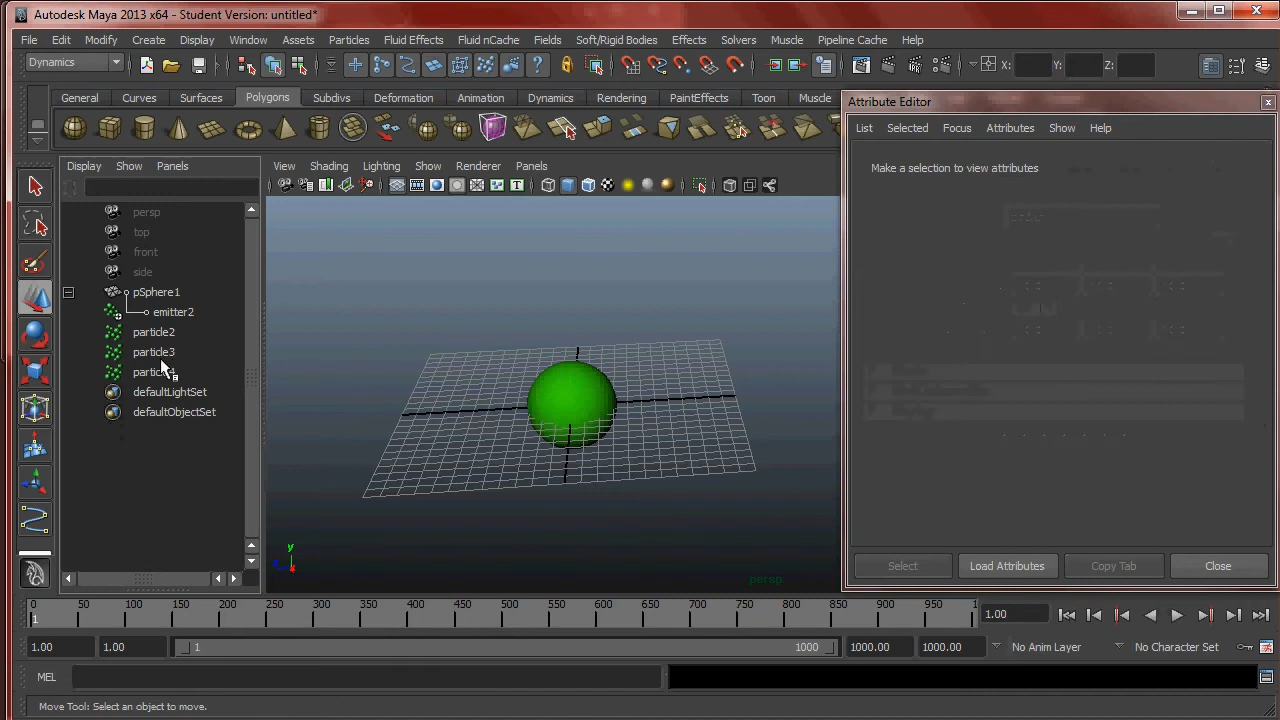 Autodesk Maya 2013 x64 - Student Version: untitled*
File Edit Modify Create Display Window Assets Particles Fluid Effects Fluid nCache Fields Soft/Rigid Bodies Effects Solvers Muscle Pipeline Cache Help
Dynamics X: Y: Z:
General Curves Surfaces Polygons Subdivs Deformation Animation Dynamics Rendering PaintEffects Toon Muscle
Attribute Editor
List Selected Focus Attributes Show Help
Make a selection to view attributes
Display Show Panels
View Shading Lighting Show Renderer Panels
persp
top
front
side
pSphere1
emitter2
particle2
particle3
defaultLightSet
defaultObjectSet
y
persp
Select Load Attributes Copy Tab Close
0 50 100 150 200 250 300 350 400 450 500 550 600 650 700 750 800 850 900 950 1
1
1.00
1.00 1.00 1 1000 1000.00 1000.00 No Anim Layer No Character Set
MEL
Move Tool: Select an object to move.